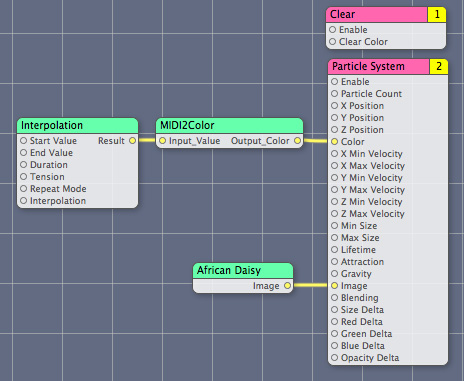 Clear 1
Enable
Clear Color
Particle System 2
Enable
Particle Count
X Position
Y Position
Z Position
Color
X Min Velocity
X Max Velocity
Y Min Velocity
Y Max Velocity
Z Min Velocity
Z Max Velocity
Min Size
Max Size
Lifetime
Attraction
Gravity
Image
Blending
Size Delta
Red Delta
Green Delta
Blue Delta
Opacity Delta
Interpolation
Start Value Result
End Value
Duration
Tension
Repeat Mode
Interpolation
MIDI2Color
Input_Value Output_Color
African Daisy
Image